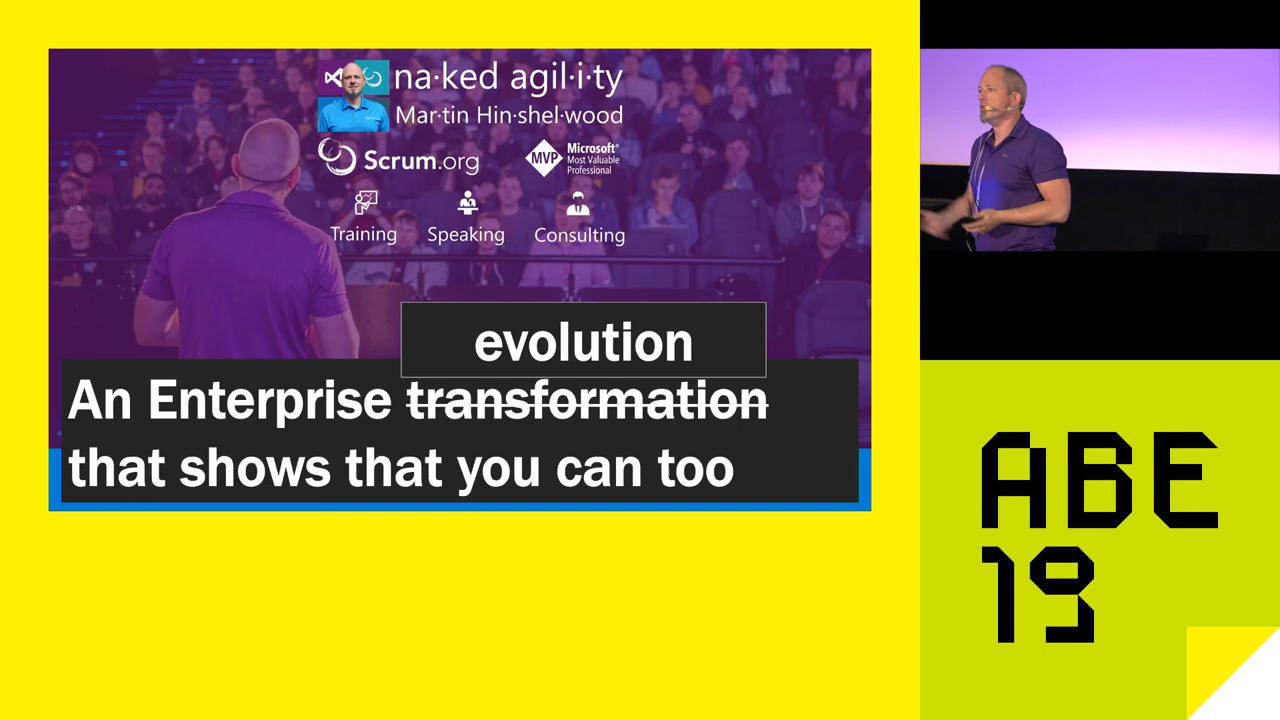 na·ked agil·i·ty
Mar·tin Hin·shel·wood
Scrum.org
MVP
Microsoft®
Most Valuable
Professional
Training
Speaking
Consulting
evolution
An Enterprise transformation
that shows that you can too
ABE
19